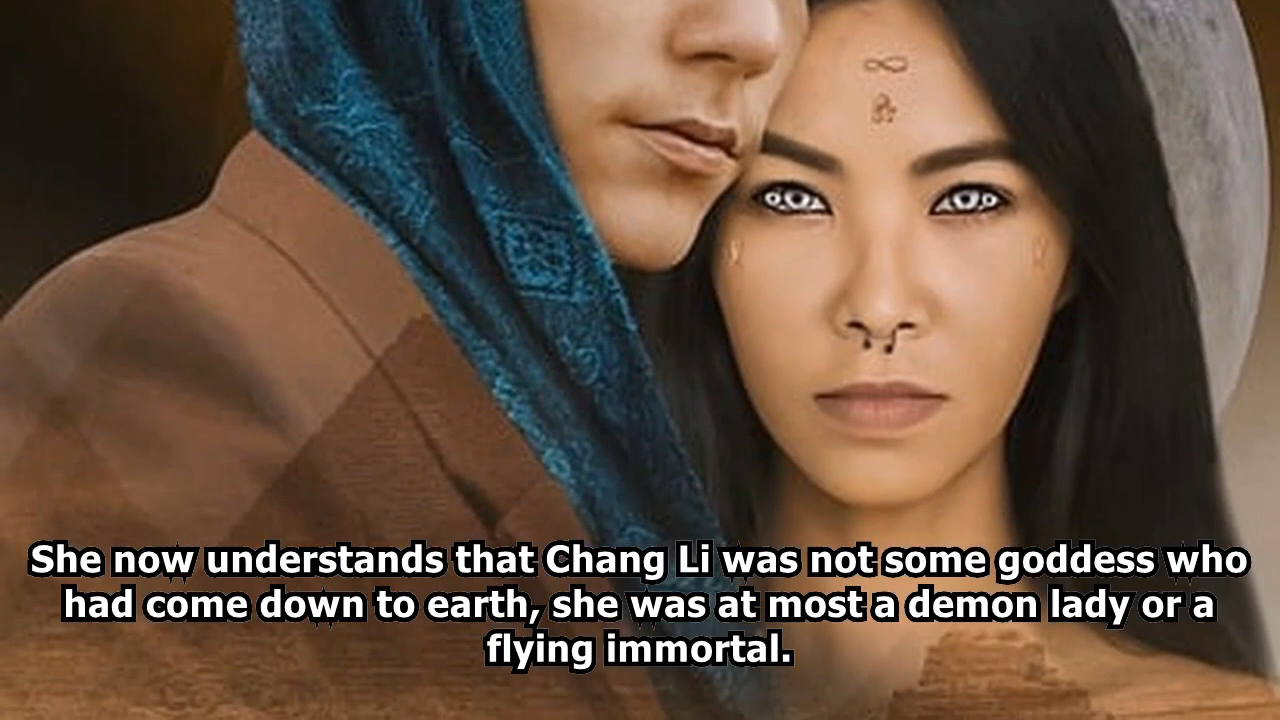 She now understands that Chang Li was not some goddess who
had come down to earth, she was at most a demon lady or a
flying immortal.